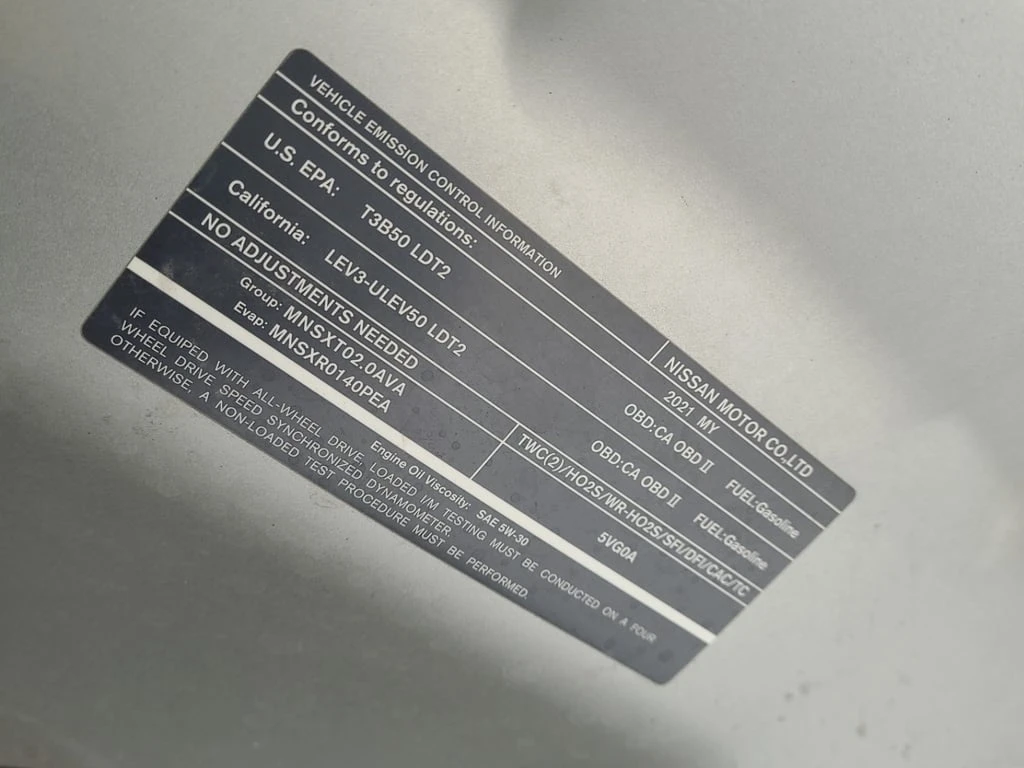 VEHICLE EMISSION CONTROL INFORMATION NISSAN MOTOR CO.,LTD
Conforms to regulations: 2021 MY
U.S. EPA: T3B50 LDT2 OBD:CA OBD II FUEL:Gasoline
California: LEV3-ULEV50 LDT2 OBD:CA OBD II FUEL:Gasoline
NO ADJUSTMENTS NEEDED TWC(2)/HO2S/WR-HO2S/SFI/DFI/CAC/TC
Group: MNSXT02.0AVA 5VG0A
Evap: MNSXR0140PEA
Engine Oil Viscosity: SAE 5W-30
IF EQUIPED WITH ALL-WHEEL DRIVE, LOADED I/M TESTING MUST BE CONDUCTED ON A FOUR
WHEEL DRIVE SPEED SYNCHRONIZED DYNAMOMETER.
OTHERWISE, A NON-LOADED TEST PROCEDURE MUST BE PERFORMED.